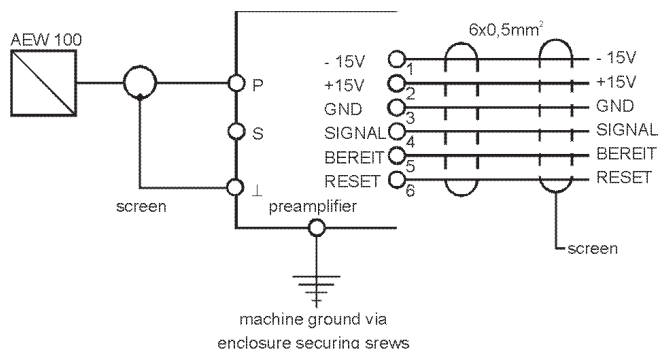 AEW 100
6x0,5mm²
- 15V
1
- 15V
+15V
2
+15V
P
GND
3
GND
S
SIGNAL
4
SIGNAL
BEREIT
5
BEREIT
RESET
6
RESET
⊥
screen
preamplifier
screen
machine ground via
enclosure securing srews